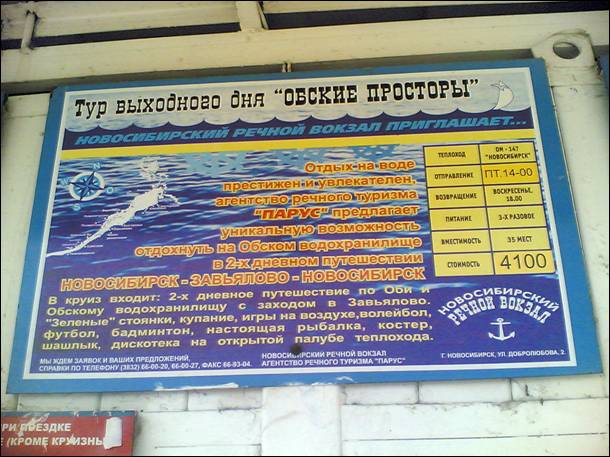 Тур выходного дня "ОБСКИЕ ПРОСТОРЫ"
НОВОСИБИРСКИЙ РЕЧНОЙ ВОКЗАЛ ПРИГЛАШАЕТ...
Отдых на воде
престижен и увлекателен,
агентство речного туризма
"ПАРУС" предлагает
уникальную возможность
отдохнуть на Обском водохранилище
в 2-х дневном путешествии
НОВОСИБИРСК - ЗАВЬЯЛОВО - НОВОСИБИРСК
ТЕПЛОХОД ОМ - 147 "НОВОСИБИРСК"
ОТПРАВЛЕНИЕ ПТ.14-00
ВОЗВРАЩЕНИЕ ВОСКРЕСЕНЬЕ, 18.00
ПИТАНИЕ 3-Х РАЗОВОЕ
ВМЕСТИМОСТЬ 35 МЕСТ
СТОИМОСТЬ 4100
В круиз входит: 2-х дневное путешествие по Оби и
Обскому водохранилищу с заходом в Завьялово.
"Зеленые" стоянки, купание, игры на воздухе,волейбол,
футбол, бадминтон, настоящая рыбалка, костер,
шашлык, дискотека на открытой палубе теплохода.
НОВОСИБИРСКИЙ
РЕЧНОЙ ВОКЗАЛ
МЫ ЖДЕМ ЗАЯВОК И ВАШИХ ПРЕДЛОЖЕНИЙ,
СПРАВКИ ПО ТЕЛЕФОНУ (3832) 66-00-20, 66-00-27, ФАКС 66-93-04.
НОВОСИБИРСКИЙ РЕЧНОЙ ВОКЗАЛ
АГЕНТСТВО РЕЧНОГО ТУРИЗМА "ПАРУС"
Г. НОВОСИБИРСК, УЛ. ДОБРОЛЮБОВА, 2.
РИ ПРЕЗДКЕ
Е (КРОМЕ КРУИЗНЫ